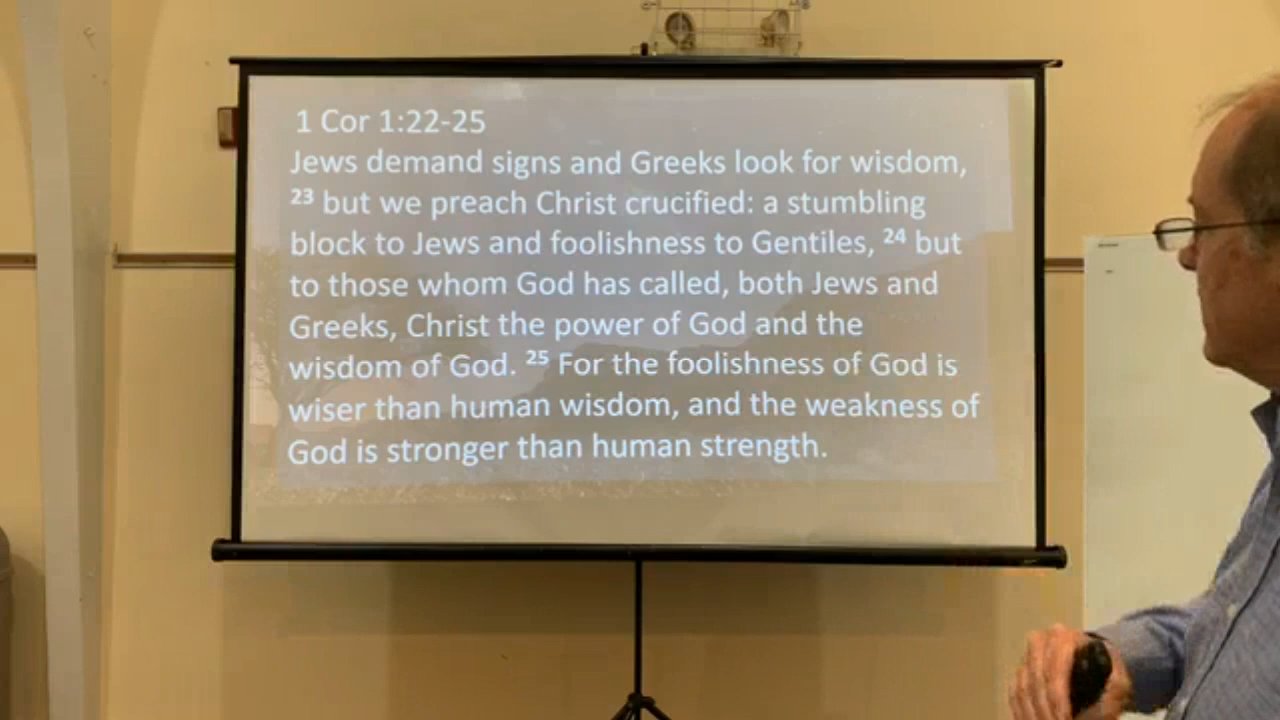 1 Cor 1:22-25
Jews demand signs and Greeks look for wisdom,
23 but we preach Christ crucified: a stumbling
block to Jews and foolishness to Gentiles, 24 but
to those whom God has called, both Jews and
Greeks, Christ the power of God and the
wisdom of God. 25 For the foolishness of God is
wiser than human wisdom, and the weakness of
God is stronger than human strength.